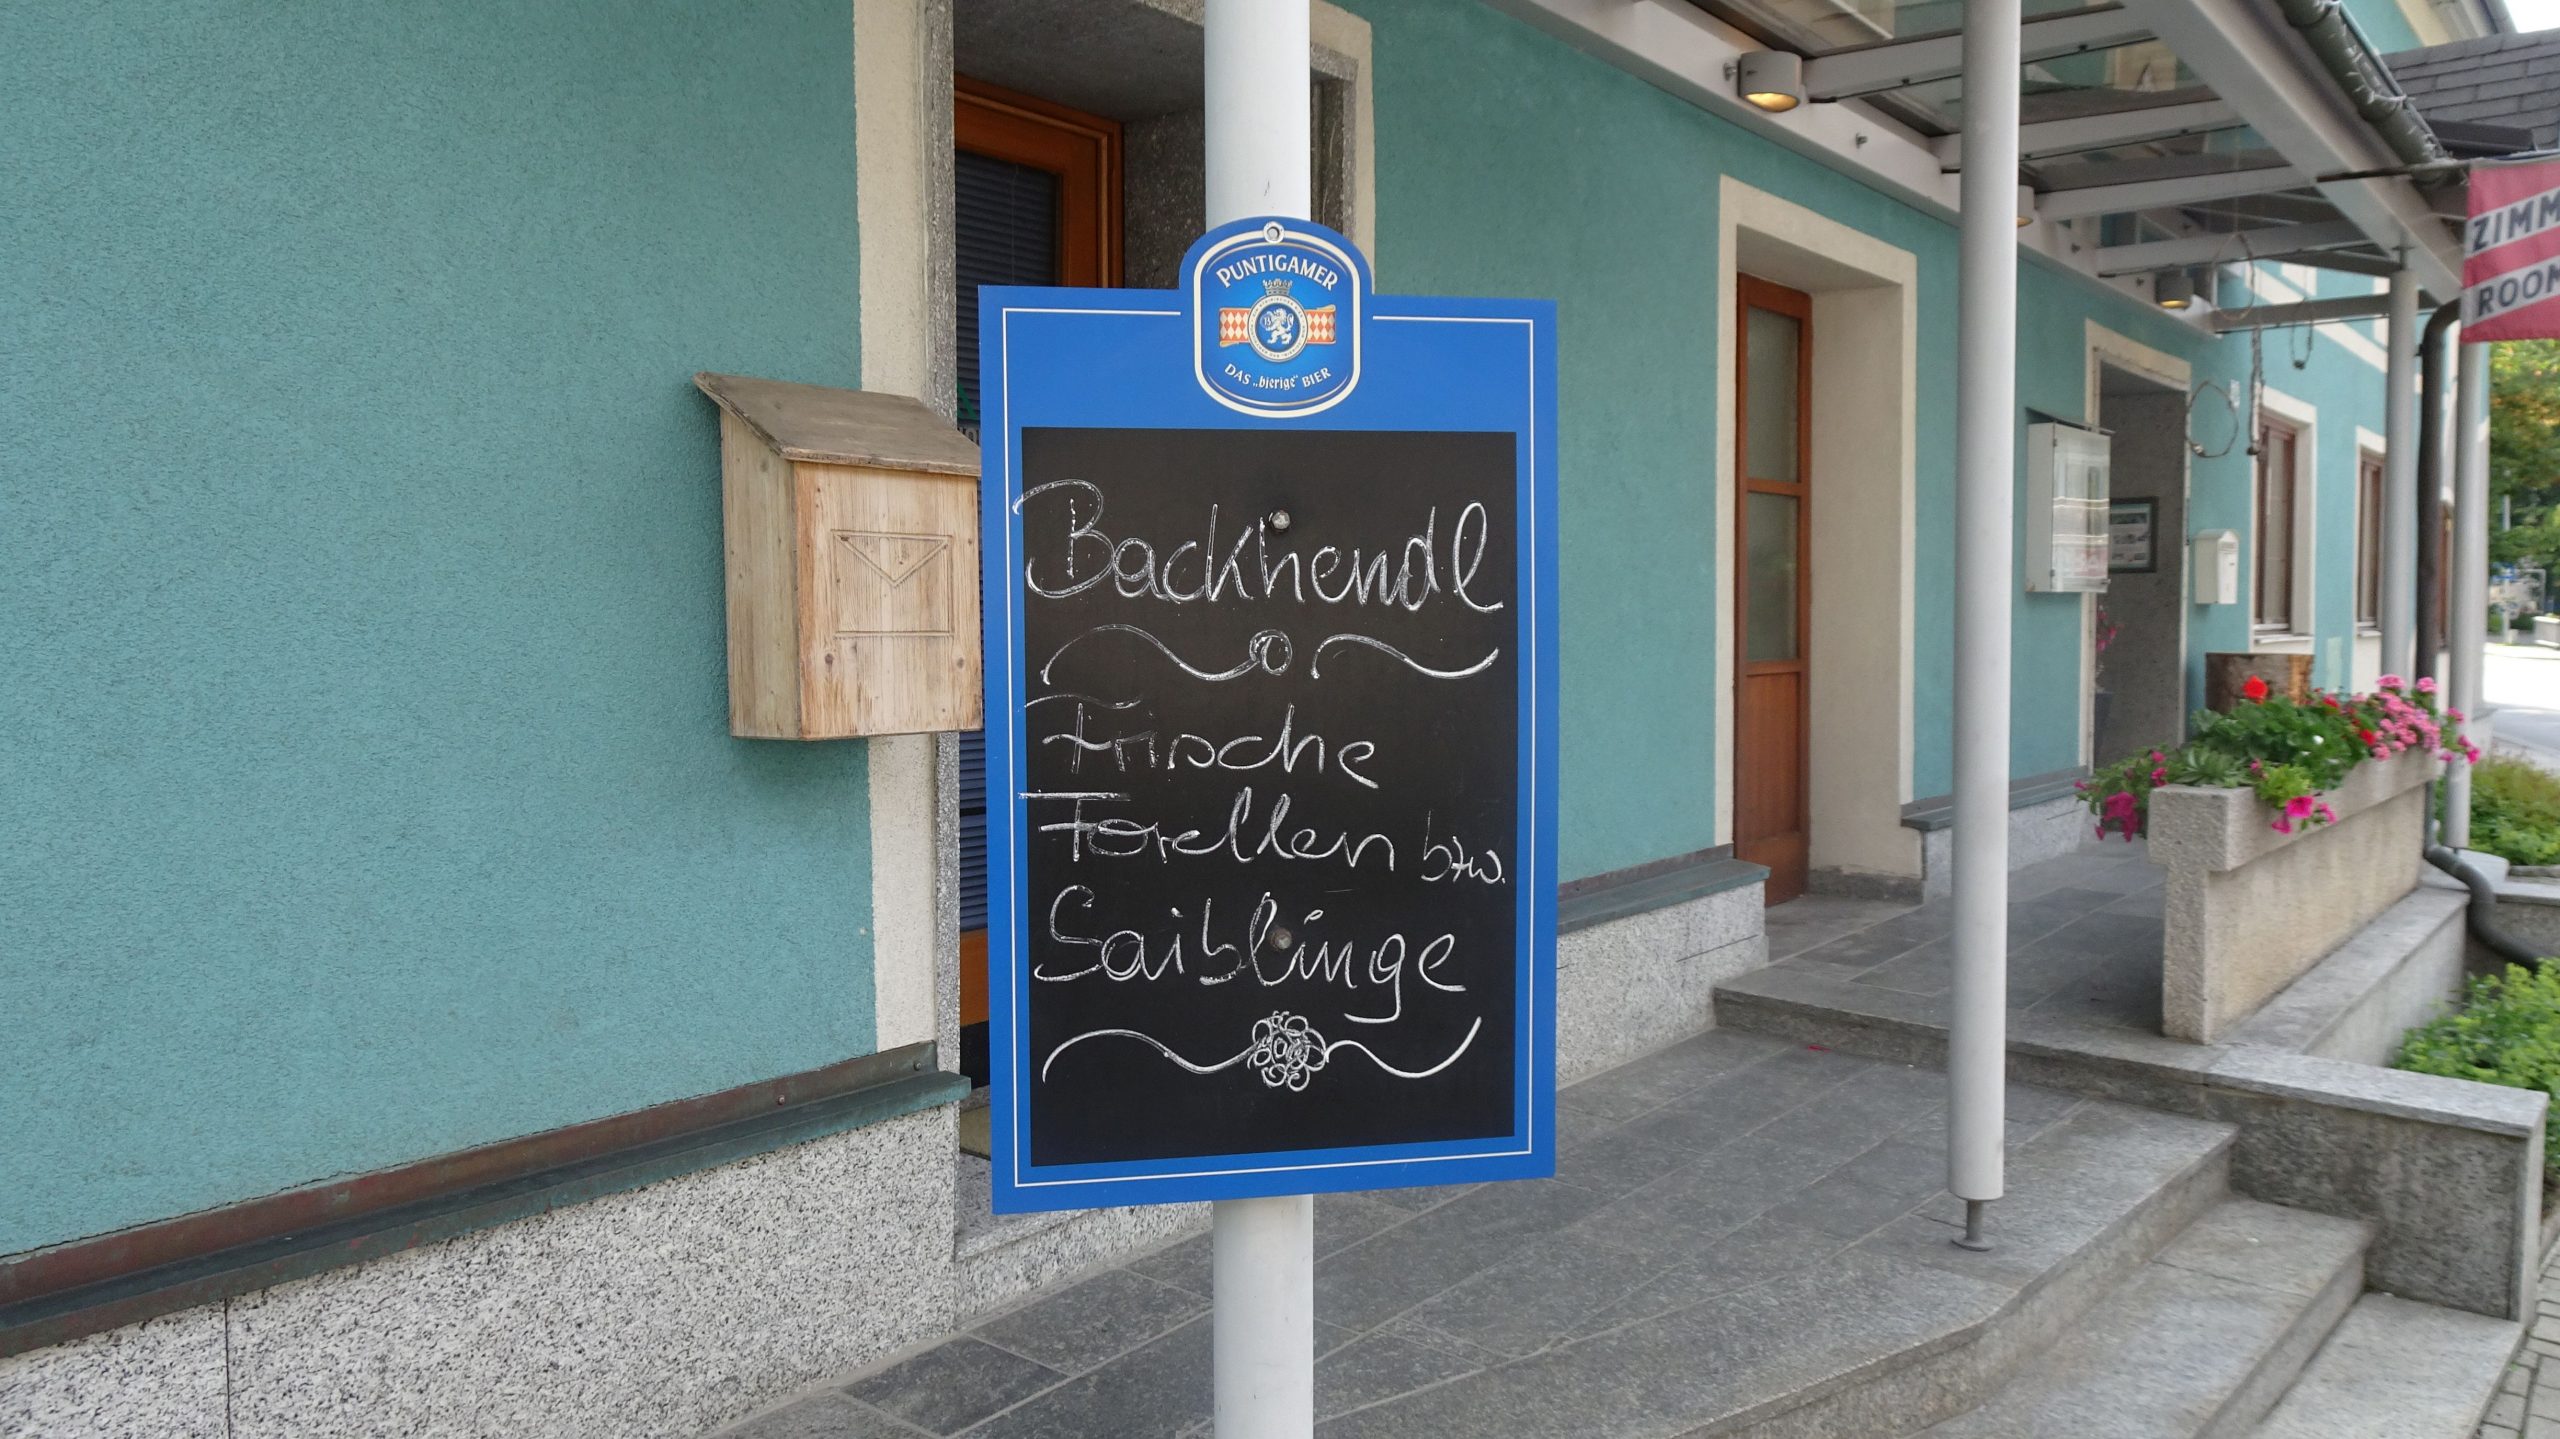 PUNTIGAMER
DAS „bierige“ BIER
Backhendl
Frische
Forellen bzw.
Saiblinge
ZIMM
ROOM